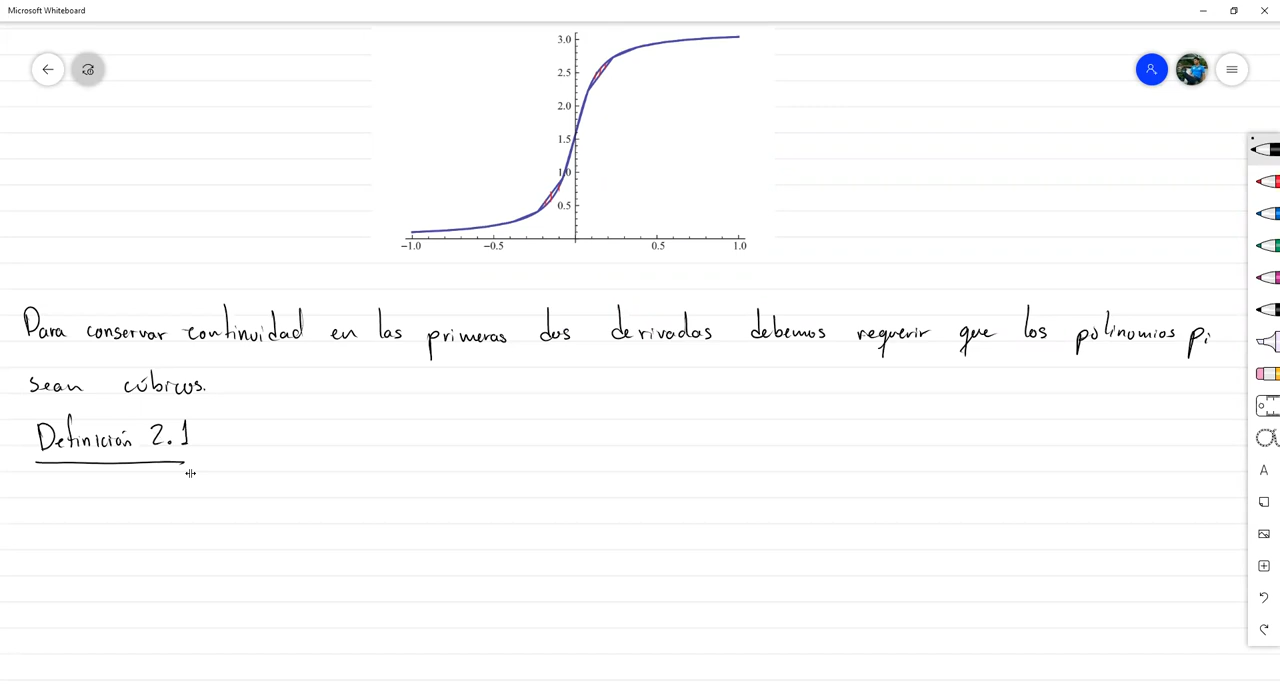 Microsoft Whiteboard
3.0
2.5
2.0
1.5
1.0
0.5
-1.0 -0.5 0.5 1.0
Para conservar continuidad en las primeras dos derivadas debemos requerir que los polinomios pi
sean cúbicos.
Definición 2.1
A